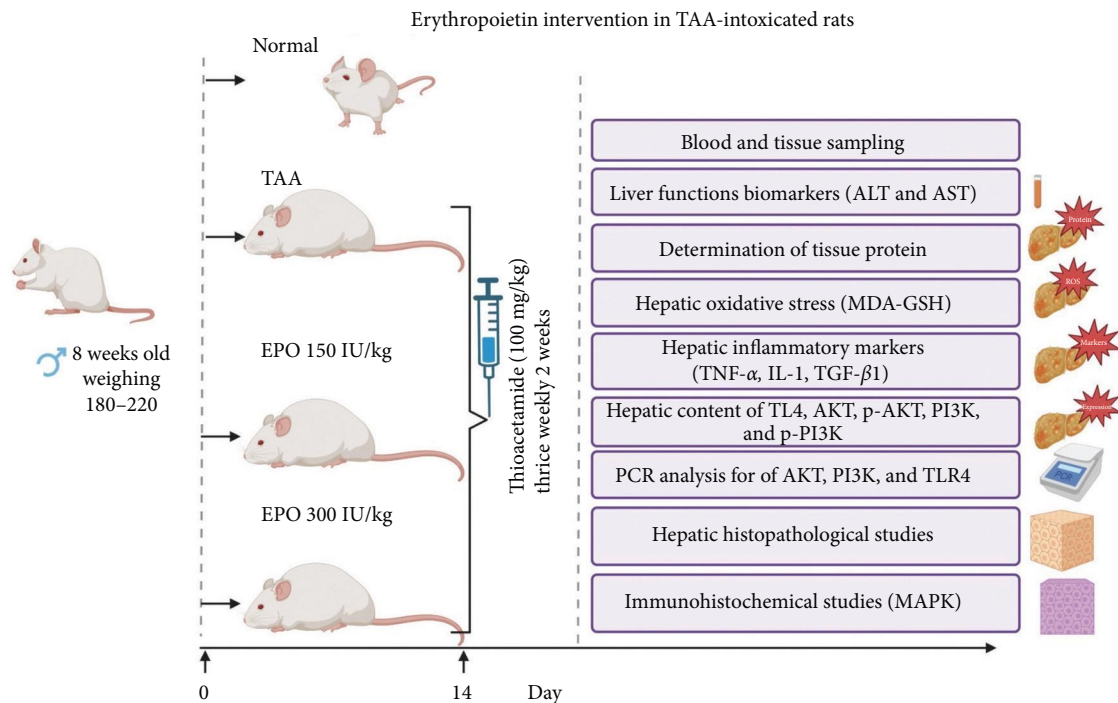 Erythropoietin intervention in TAA-intoxicated rats
Normal
TAA
EPO 150 IU/kg
EPO 300 IU/kg
8 weeks old
weighing
180–220
Thioacetamide (100 mg/kg)
thrice weekly 2 weeks
Blood and tissue sampling
Liver functions biomarkers (ALT and AST)
Protein
Determination of tissue protein
ROS
Hepatic oxidative stress (MDA-GSH)
Hepatic inflammatory markers
(TNF-α, IL-1, TGF-β1)
Markers
Hepatic content of TL4, AKT, p-AKT, PI3K,
and p-PI3K
Expression
PCR analysis for of AKT, PI3K, and TLR4
PCR
Hepatic histopathological studies
Immunohistochemical studies (MAPK)
0
14
Day